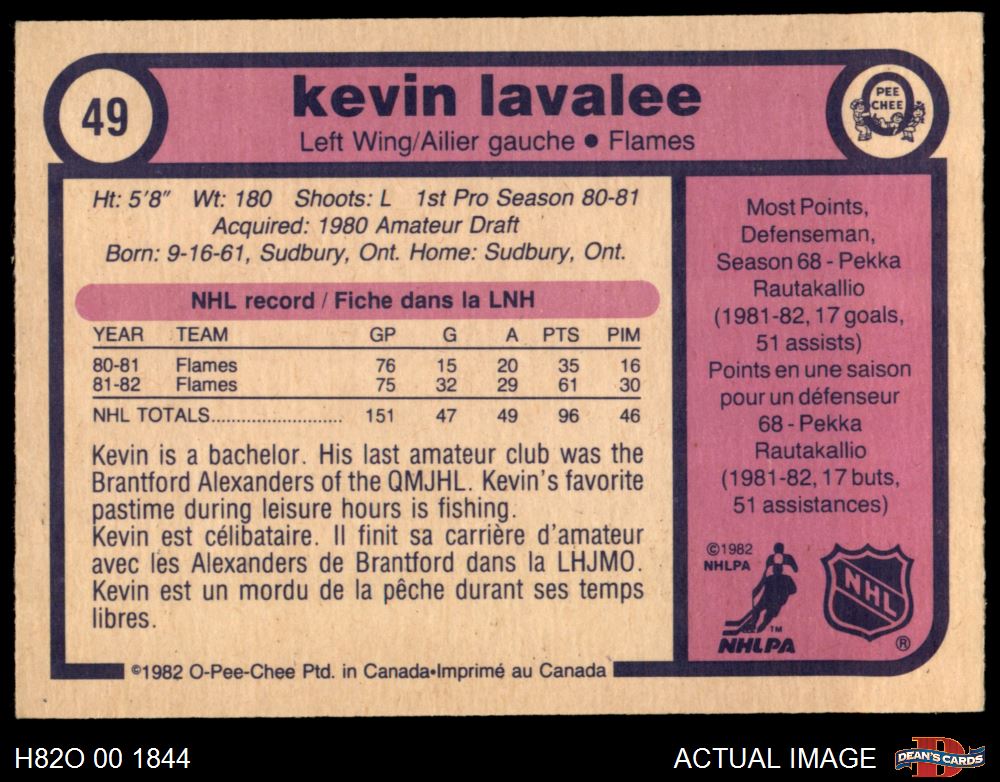 49
kevin lavalee
Left Wing/Ailier gauche ● Flames
PEE
CHEE
Ht: 5'8" Wt: 180 Shoots: L 1st Pro Season 80-81
Acquired: 1980 Amateur Draft
Born: 9-16-61, Sudbury, Ont. Home: Sudbury, Ont.
NHL record / Fiche dans la LNH
YEAR TEAM GP G A PTS PIM
80-81 Flames 76 15 20 35 16
81-82 Flames 75 32 29 61 30
NHL TOTALS......................... 151 47 49 96 46
Kevin is a bachelor. His last amateur club was the
Brantford Alexanders of the QMJHL. Kevin's favorite
pastime during leisure hours is fishing.
Kevin est célibataire. Il finit sa carrière d'amateur
avec les Alexanders de Brantford dans la LHJMO.
Kevin est un mordu de la pêche durant ses temps
libres.
©1982 O-Pee-Chee Ptd. in Canada•Imprimé au Canada
Most Points,
Defenseman,
Season 68 - Pekka
Rautakallio
(1981-82, 17 goals,
51 assists)
Points en une saison
pour un défenseur
68 - Pekka
Rautakallio
(1981-82, 17 buts,
51 assistances)
©1982
NHLPA
TM
NHLPA
NHL
®
H82O 00 1844
ACTUAL IMAGE
D
DEAN'S CARDS